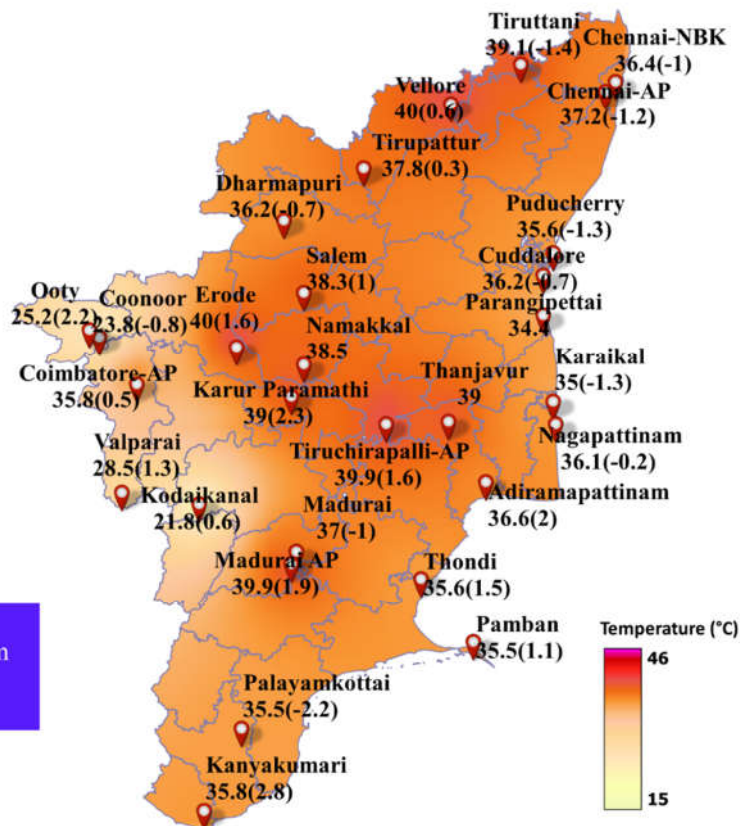 Tiruttani
39.1(-1.4)
Chennai-NBK
36.4(-1)
Vellore
40(0.6)
Chennai-AP
37.2(-1.2)
Tirupattur
37.8(0.3)
Dharmapuri
36.2(-0.7)
Puducherry
35.6(-1.3)
Salem
38.3(1)
Cuddalore
36.2(-0.7)
Ooty
25.2(2.2)
Coonoor
23.8(-0.8)
Erode
40(1.6)
Parangipettai
34.4
Namakkal
38.5
Karaikal
35(-1.3)
Coimbatore-AP
35.8(0.5)
Karur Paramathi
39(2.3)
Thanjavur
39
Nagapattinam
36.1(-0.2)
Valparai
28.5(1.3)
Tiruchirapalli-AP
39.9(1.6)
Kodaikanal
21.8(0.6)
Adiramapattinam
36.6(2)
Madurai
37(-1)
Madurai AP
39.9(1.9)
Thondi
35.6(1.5)
Pamban
35.5(1.1)
Temperature (°C)
46
15
Palayamkottai
35.5(-2.2)
Kanyakumari
35.8(2.8)